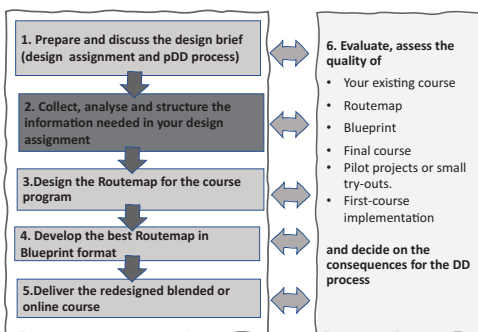 1. Prepare and discuss the design brief
(design assignment and pDD process)
2. Collect, analyse and structure the
information needed in your design
assignment
3.Design the Routemap for the course
program
4. Develop the best Routemap in
Blueprint format
5.Deliver the redesigned blended or
online course
6. Evaluate, assess the
quality of
• Your existing course
• Routemap
• Blueprint
• Final course
• Pilot projects or small
try-outs.
• First-course
implementation
and decide on the
consequences for the DD
process